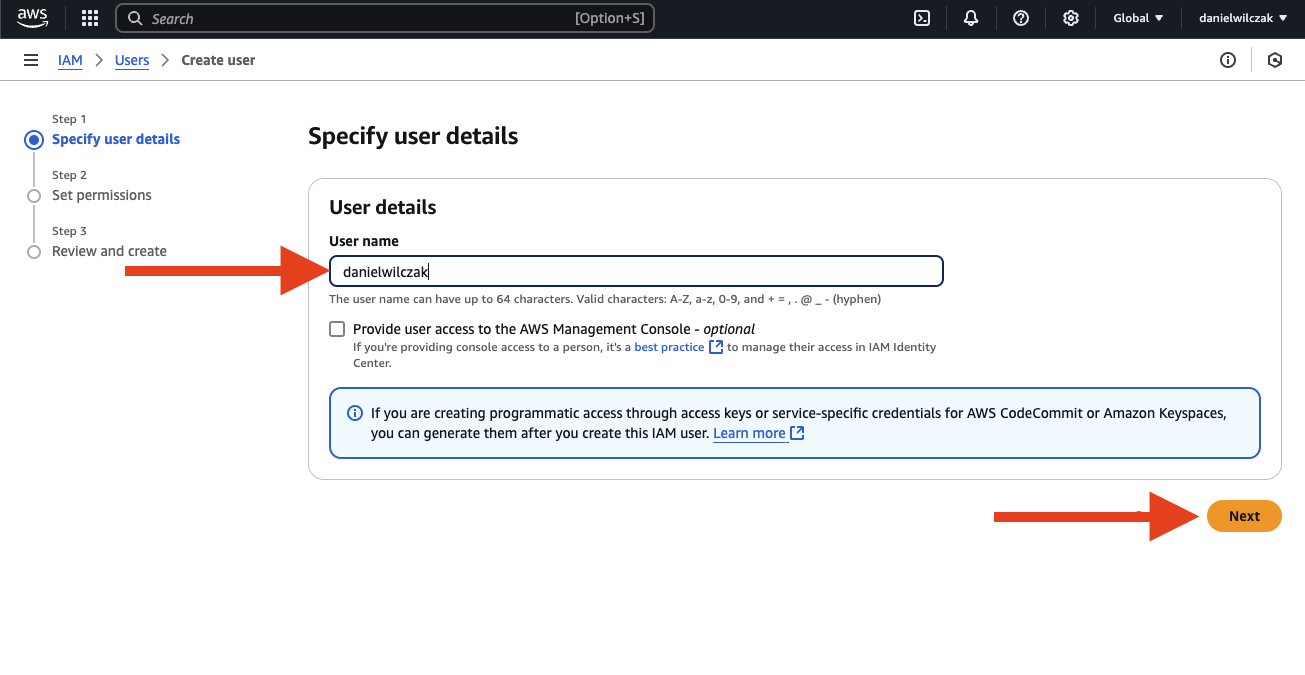 aws
Search
[Option+S]
Global
danielwilczak
IAM
Users
Create user
Step 1
Specify user details
Step 2
Set permissions
Step 3
Review and create
Specify user details
User details
User name
danielwilczak
The user name can have up to 64 characters. Valid characters: A-Z, a-z, 0-9, and + = , . @ _ - (hyphen)
Provide user access to the AWS Management Console - optional
If you're providing console access to a person, it's a best practice to manage their access in IAM Identity
Center.
If you are creating programmatic access through access keys or service-specific credentials for AWS CodeCommit or Amazon Keyspaces,
you can generate them after you create this IAM user. Learn more
Next